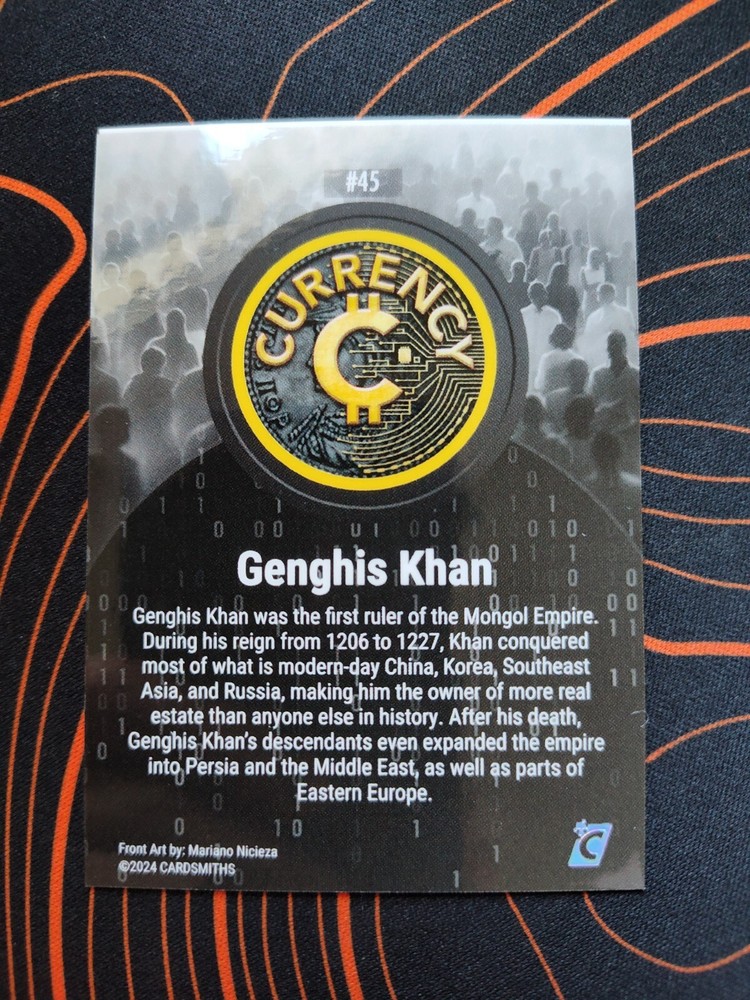 #45
CURRENCY
Genghis Khan
Genghis Khan was the first ruler of the Mongol Empire.
During his reign from 1206 to 1227, Khan conquered
most of what is modern-day China, Korea, Southeast
Asia, and Russia, making him the owner of more real
estate than anyone else in history. After his death,
Genghis Khan's descendants even expanded the empire
into Persia and the Middle East, as well as parts of
Eastern Europe.
Front Art by: Mariano Nicieza
©2024 CARDSMITHS
C